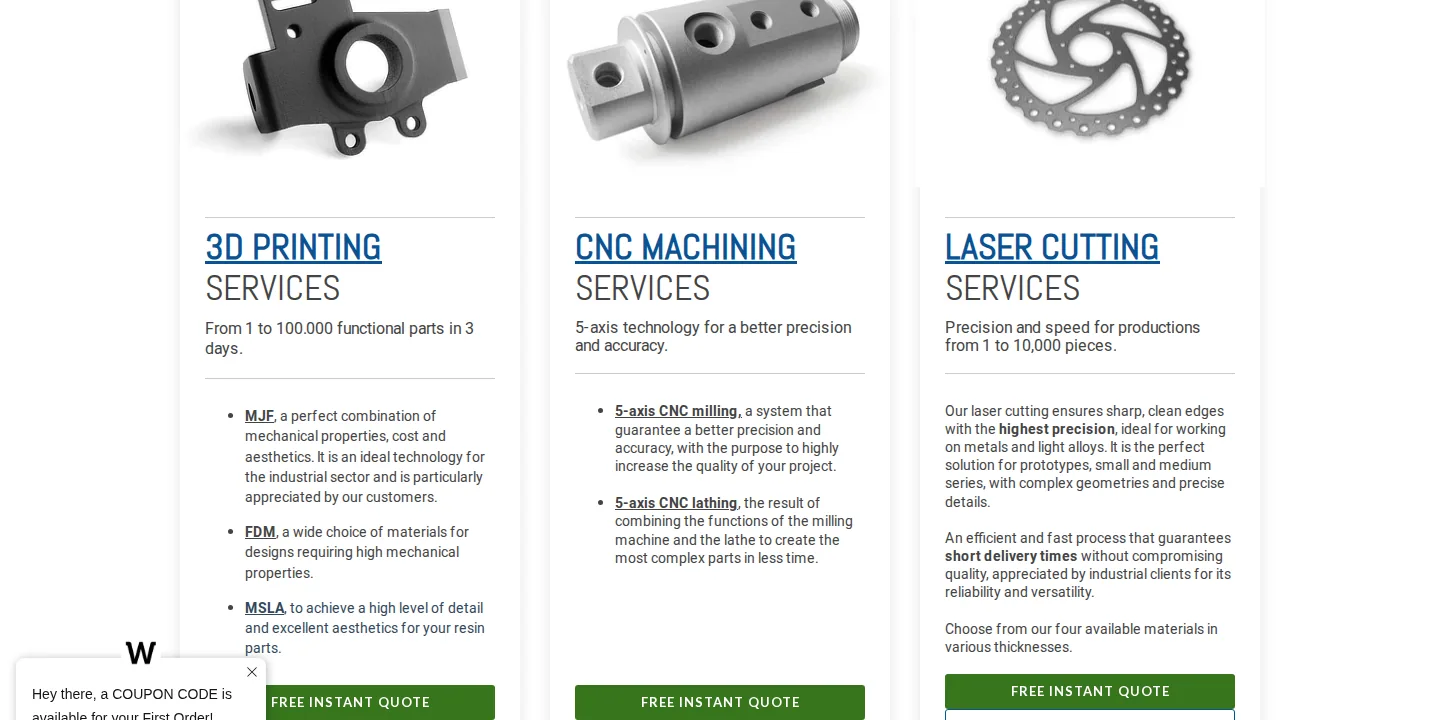 3D PRINTING
SERVICES
From 1 to 100.000 functional parts in 3
days.
MJF, a perfect combination of
mechanical properties, cost and
aesthetics. It is an ideal technology for
the industrial sector and is particularly
appreciated by our customers.
FDM, a wide choice of materials for
designs requiring high mechanical
properties.
MSLA, to achieve a high level of detail
and excellent aesthetics for your resin
parts.
FREE INSTANT QUOTE
CNC MACHINING
SERVICES
5-axis technology for a better precision
and accuracy.
5-axis CNC milling, a system that
guarantee a better precision and
accuracy, with the purpose to highly
increase the quality of your project.
5-axis CNC lathing, the result of
combining the functions of the milling
machine and the lathe to create the
most complex parts in less time.
FREE INSTANT QUOTE
LASER CUTTING
SERVICES
Precision and speed for productions
from 1 to 10,000 pieces.
Our laser cutting ensures sharp, clean edges
with the highest precision, ideal for working
on metals and light alloys. It is the perfect
solution for prototypes, small and medium
series, with complex geometries and precise
details.
An efficient and fast process that guarantees
short delivery times without compromising
quality, appreciated by industrial clients for its
reliability and versatility.
Choose from our four available materials in
various thicknesses.
FREE INSTANT QUOTE
W
Hey there, a COUPON CODE is
available for your First Order!